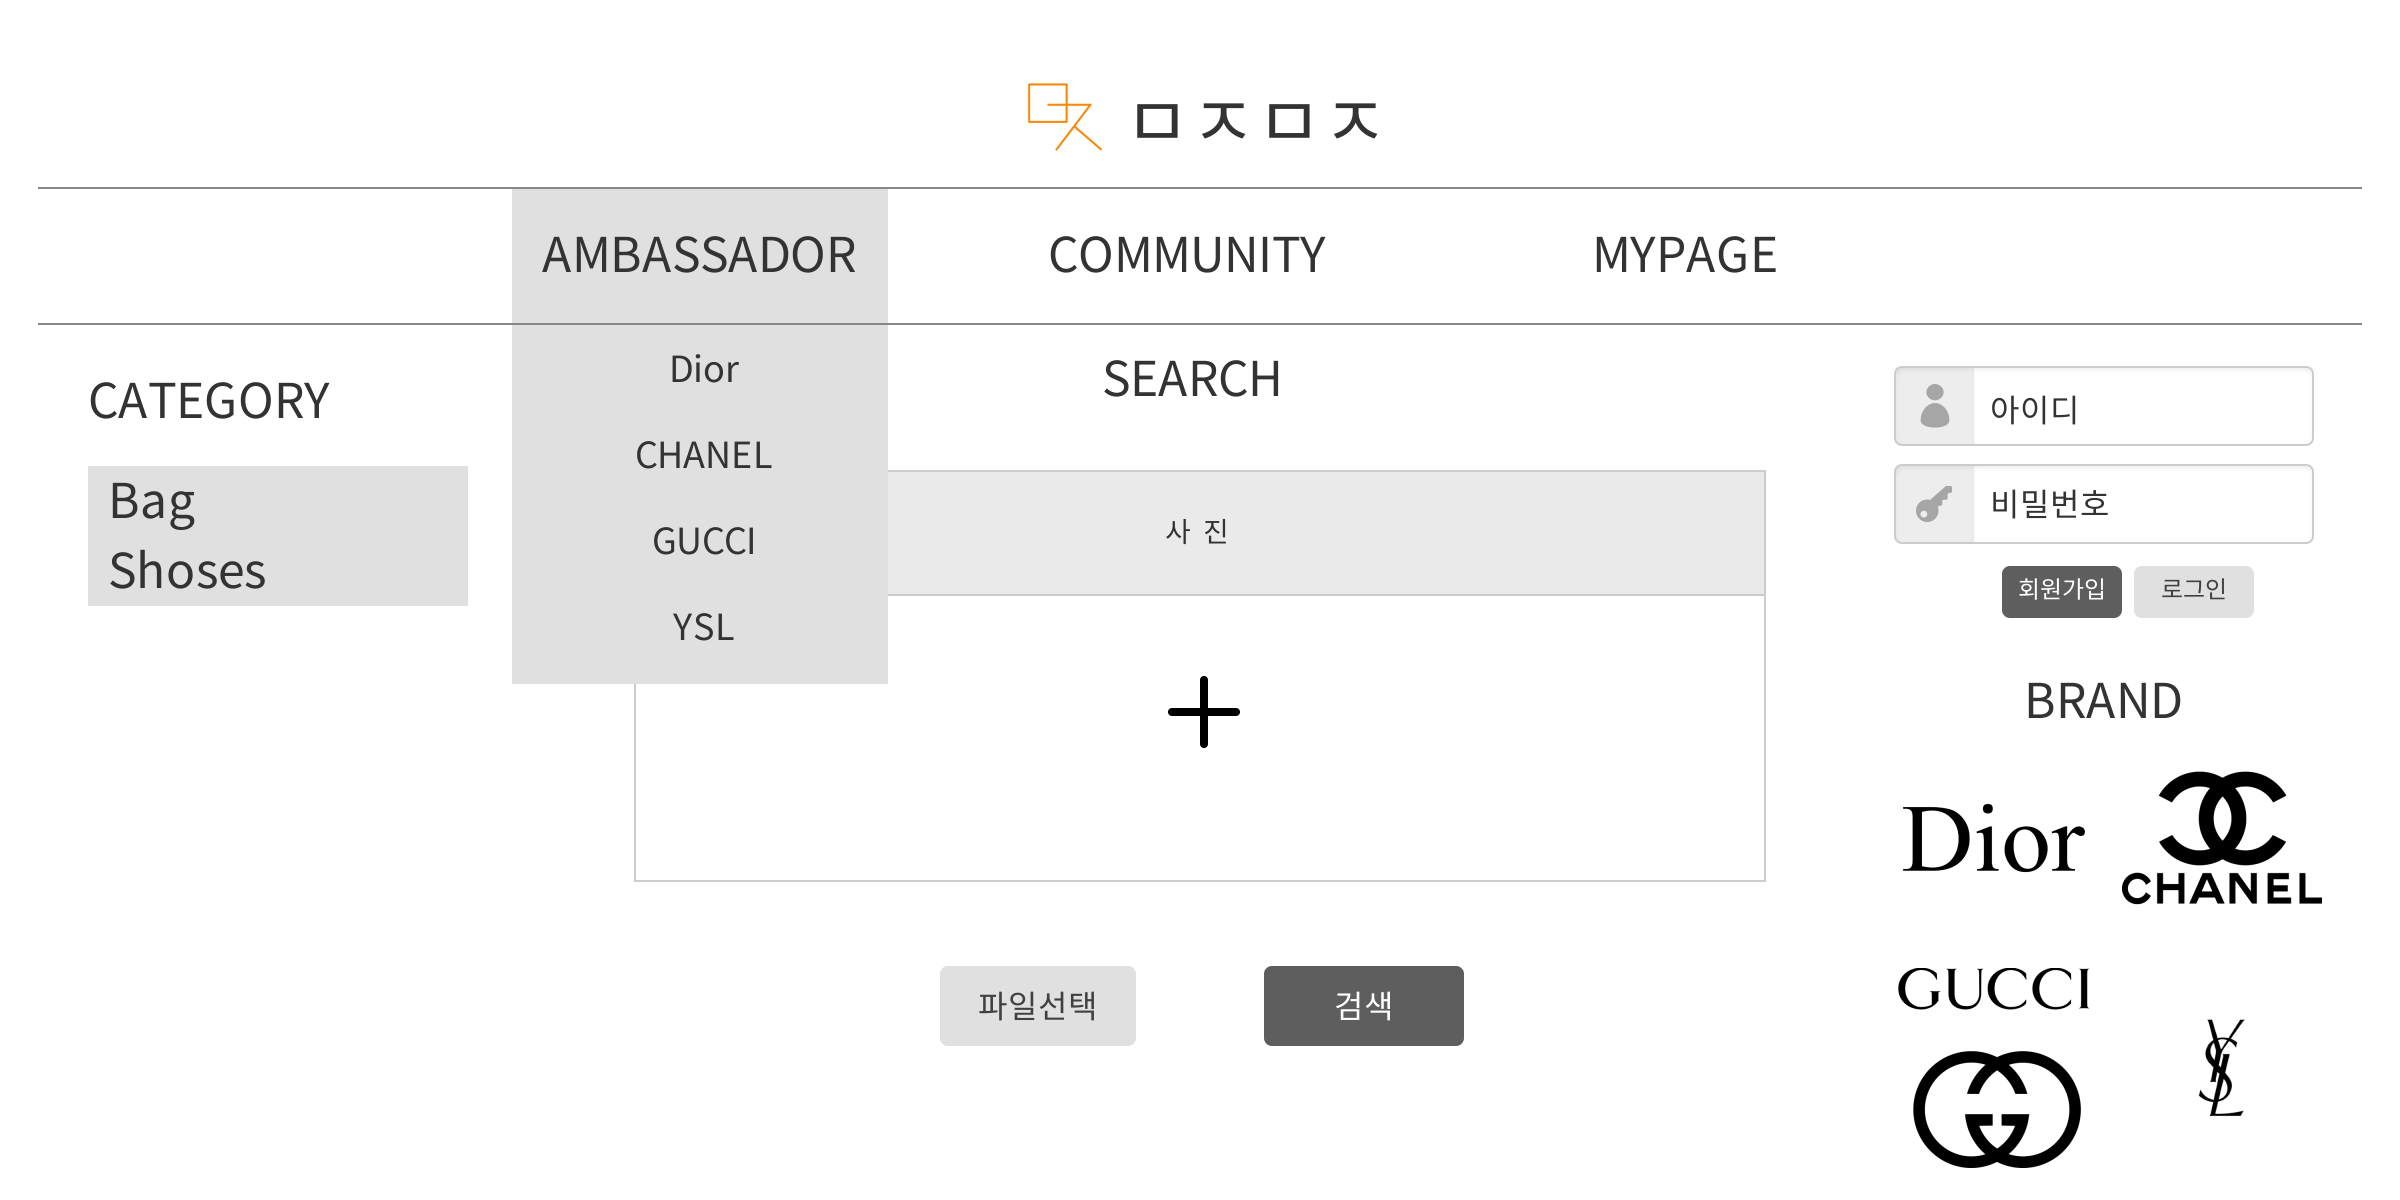 ㅁㅈㅁㅈ
AMBASSADOR
COMMUNITY
MYPAGE
CATEGORY
Bag
Shoses
Dior
CHANEL
GUCCI
YSL
SEARCH
사 진
파일선택
검색
아이디
비밀번호
회원가입
로그인
BRAND
Dior
CHANEL
GUCCI
YSL